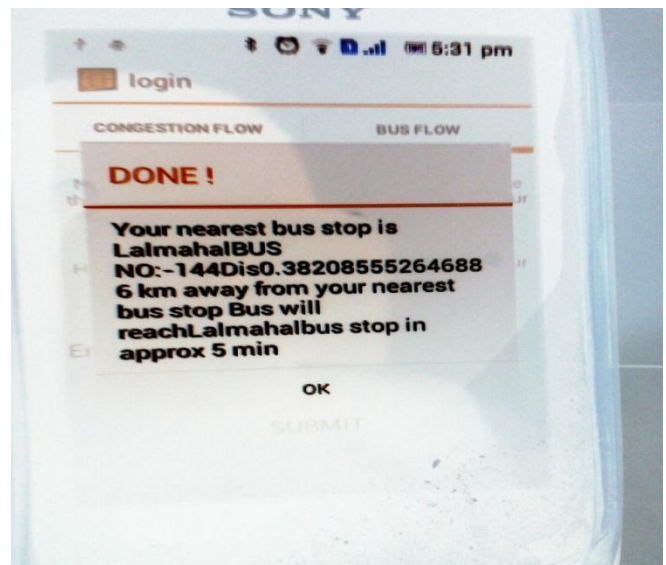 SONY
5:31 pm
login
CONGESTION FLOW BUS FLOW
DONE !
Your nearest bus stop is
LalmahalBUS
NO:-144Dis0.38208555264688
6 km away from your nearest
bus stop Bus will
reachLalmahalbus stop in
approx 5 min
OK
SUBMIT